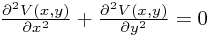 ∂²V(x,y)/∂x² + ∂²V(x,y)/∂y² = 0